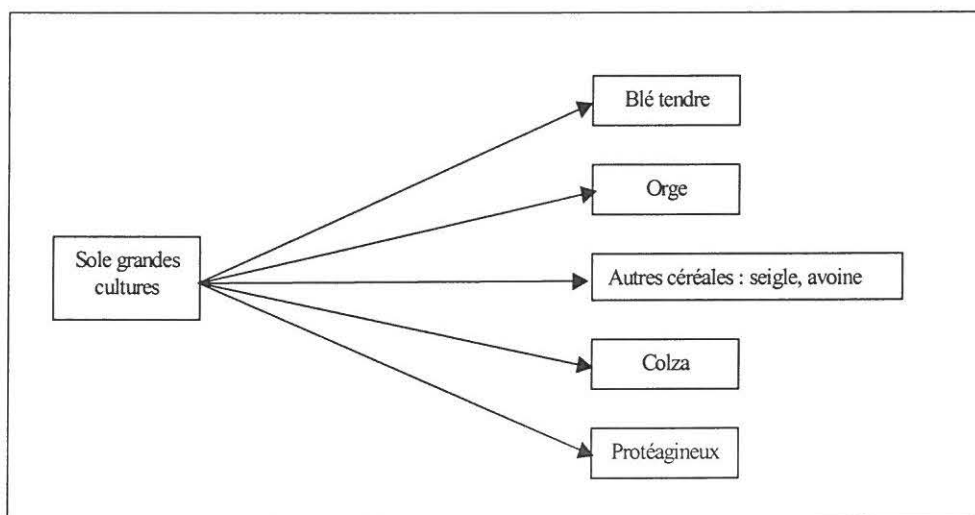 Blé tendre
Orge
Sole grandes
cultures
Autres céréales : seigle, avoine
Colza
Protéagineux